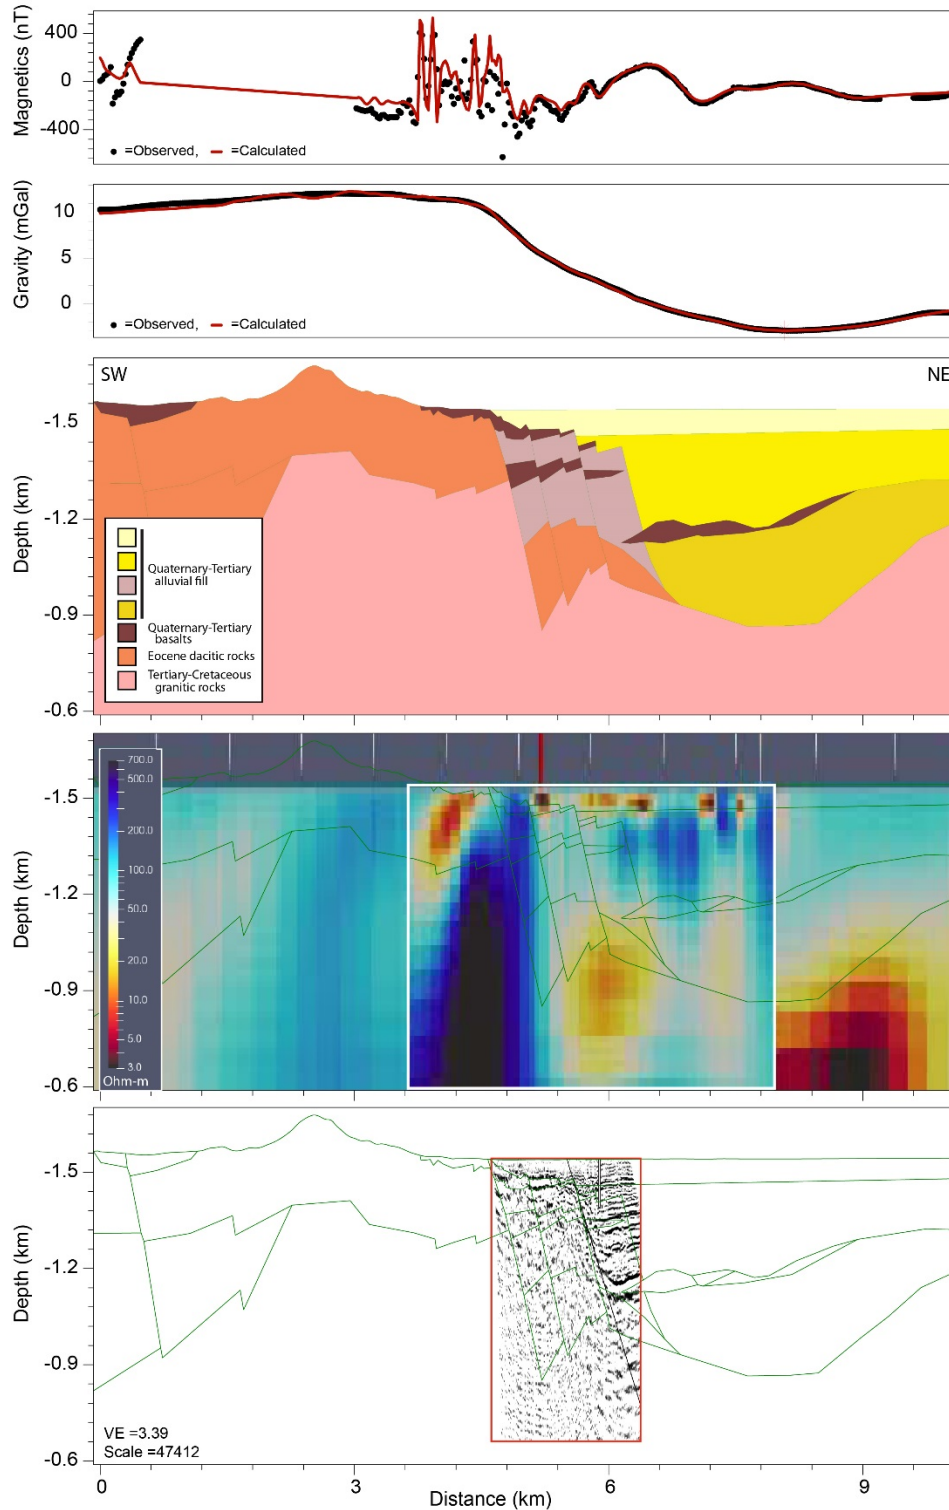 Magnetics (nT)
400
0
-400
=Observed, =Calculated
Gravity (mGal)
10
5
0
=Observed, =Calculated
SW
NE
Depth (km)
-1.5
-1.2
-0.9
-0.6
Quaternary-Tertiary
alluvial fill
Quaternary-Tertiary
basalts
Eocene dacitic rocks
Tertiary-Cretaceous
granitic rocks
Depth (km)
-1.5
-1.2
-0.9
-0.6
700.0
500.0
200.0
100.0
50.0
20.0
10.0
5.0
3.0
Ohm-m
Depth (km)
-1.5
-1.2
-0.9
-0.6
VE =3.39
Scale =47412
0
3
6
9
Distance (km)